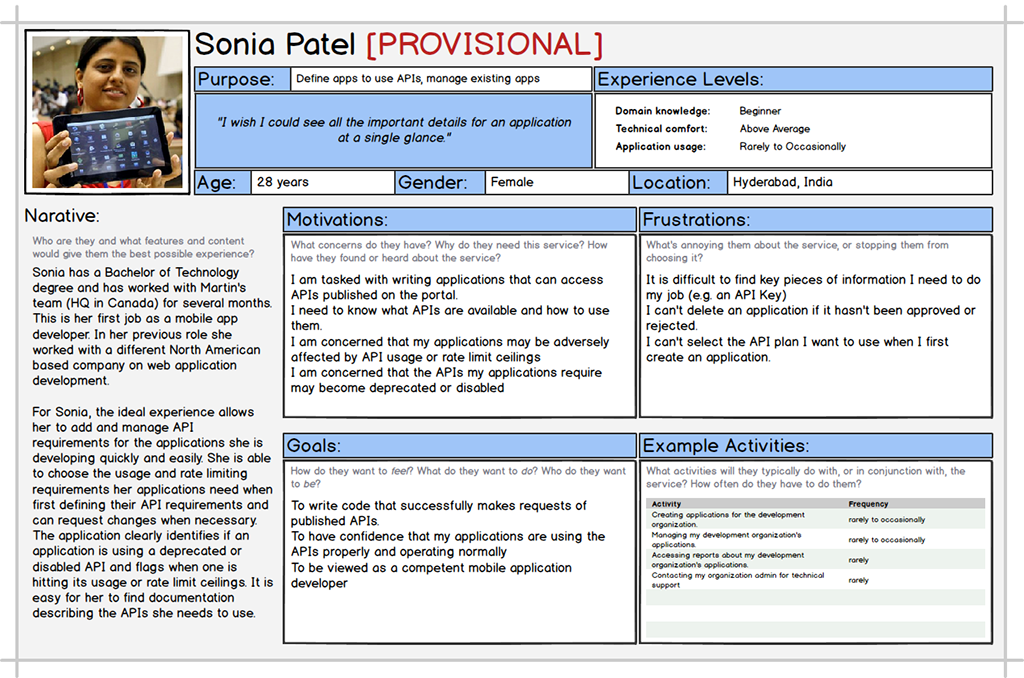 Sonia Patel [PROVISIONAL]
Purpose:
Define apps to use APIs, manage existing apps
Experience Levels:
"I wish I could see all the important details for an application
at a single glance."
Domain knowledge: Beginner
Technical comfort: Above Average
Application usage: Rarely to Occasionally
Age:
28 years
Gender:
Female
Location:
Hyderabad, India
Narative:
Who are they and what features and content
would give them the best possible experience?
Sonia has a Bachelor of Technology
degree and has worked with Martin's
team (HQ in Canada) for several months.
This is her first job as a mobile app
developer. In her previous role she
worked with a different North American
based company on web application
development.
For Sonia, the ideal experience allows
her to add and manage API
requirements for the applications she is
developing quickly and easily. She is able
to choose the usage and rate limiting
requirements her applications need when
first defining their API requirements and
can request changes when necessary.
The application clearly identifies if an
application is using a deprecated or
disabled API and flags when one is
hitting its usage or rate limit ceilings. It is
easy for her to find documentation
describing the APIs she needs to use.
Motivations:
What concerns do they have? Why do they need this service? How
have they found or heard about the service?
I am tasked with writing applications that can access
APIs published on the portal.
I need to know what APIs are available and how to use
them.
I am concerned that my applications may be adversely
affected by API usage or rate limit ceilings
I am concerned that the APIs my applications require
may become deprecated or disabled
Frustrations:
What's annoying them about the service, or stopping them from
choosing it?
It is difficult to find key pieces of information I need to do
my job (e.g. an API Key)
I can't delete an application if it hasn't been approved or
rejected.
I can't select the API plan I want to use when I first
create an application.
Goals:
How do they want to feel? What do they want to do? Who do they want
to be?
To write code that successfully makes requests of
published APIs.
To have confidence that my applications are using the
APIs properly and operating normally
To be viewed as a competent mobile application
developer
Example Activities:
What activities will they typically do with, or in conjunction with, the
service? How often do they have to do them?
Activity Frequency
Creating applications for the development
organization.
rarely to occasionally
Managing my development organization's
applications.
rarely to occasionally
Accessing reports about my development
organization's applications.
rarely
Contacting my organization admin for technical
support
rarely